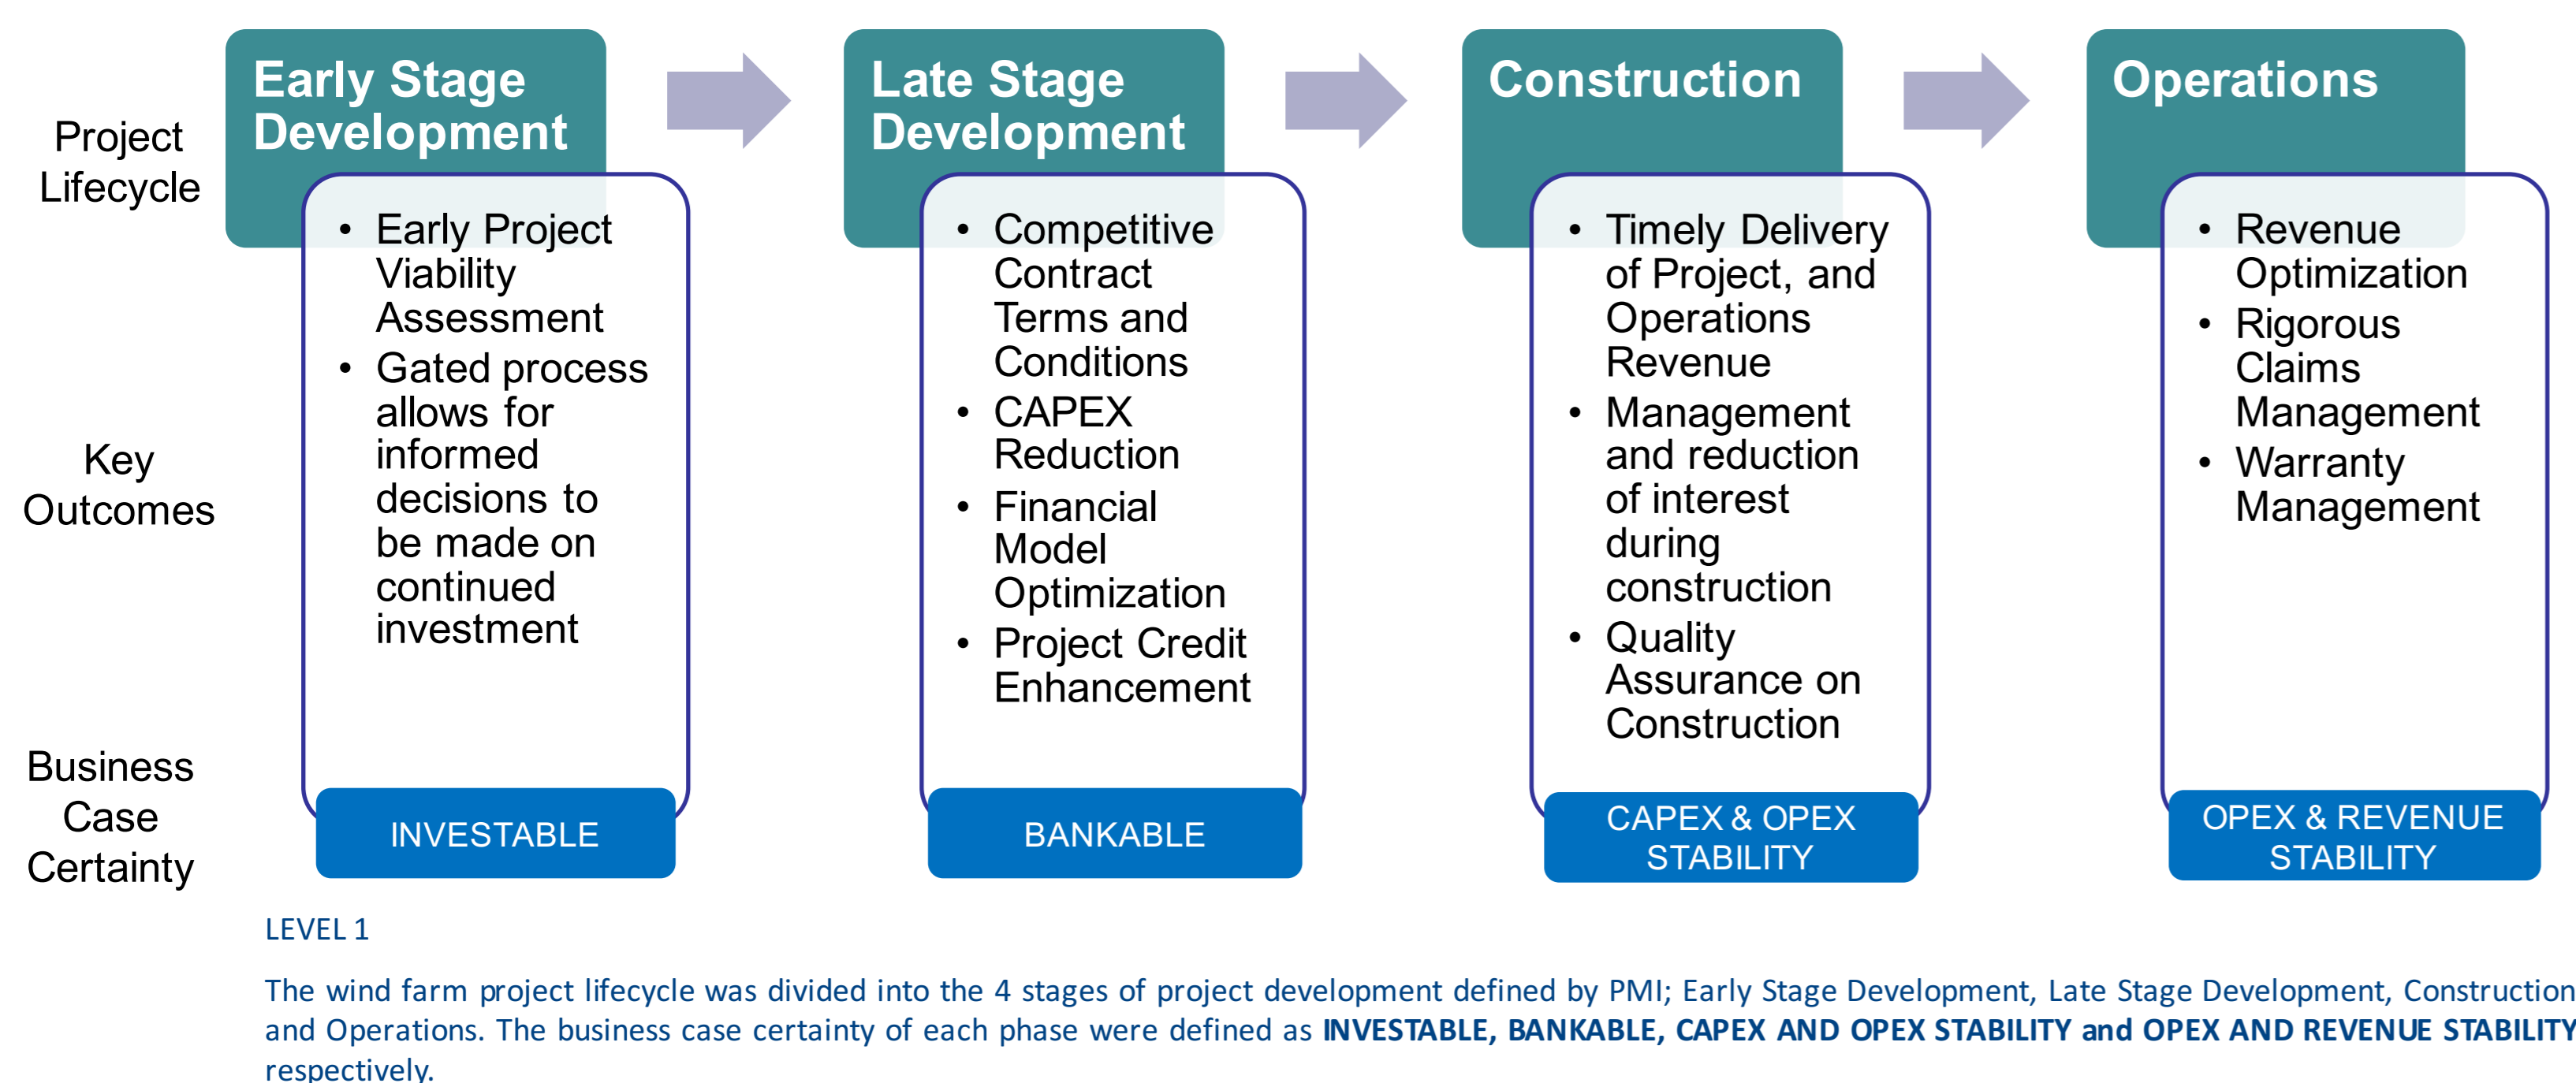 Project
Lifecycle
Early Stage
Development
Late Stage
Development
Construction
Operations
Key
Outcomes
• Early Project
Viability
Assessment
• Gated process
allows for
informed
decisions to
be made on
continued
investment
• Competitive
Contract
Terms and
Conditions
• CAPEX
Reduction
• Financial
Model
Optimization
• Project Credit
Enhancement
• Timely Delivery
of Project, and
Operations
Revenue
• Management
and reduction
of interest
during
construction
• Quality
Assurance on
Construction
• Revenue
Optimization
• Rigorous
Claims
Management
• Warranty
Management
Business
Case
Certainty
INVESTABLE
BANKABLE
CAPEX & OPEX
STABILITY
OPEX & REVENUE
STABILITY
LEVEL 1
The wind farm project lifecycle was divided into the 4 stages of project development defined by PMI; Early Stage Development, Late Stage Development, Construction
and Operations. The business case certainty of each phase were defined as INVESTABLE, BANKABLE, CAPEX AND OPEX STABILITY and OPEX AND REVENUE STABILITY
respectively.